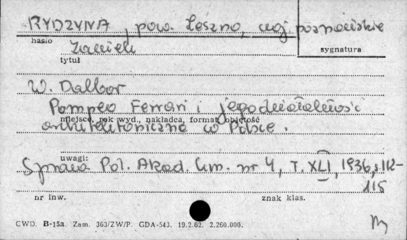 RYDZYNA, pow. Leszno, woj. poznańskie
hasło
sygnatura
Zamek
tytuł
W. Dalbor
Pompeo Ferrari i jego działalność
miejsce, rok wyd., nakładca, format, objętość
architektoniczna w Polsce.
uwagi:
Spraw. Pol. Akad. Um. nr 4, T. XLI, 1936, s. 112-
115
nr inw.
znak klas.
CWD. B-15a. Zam. 363/ZW/P. GDA-543. 19.2.62. 2.260.000.